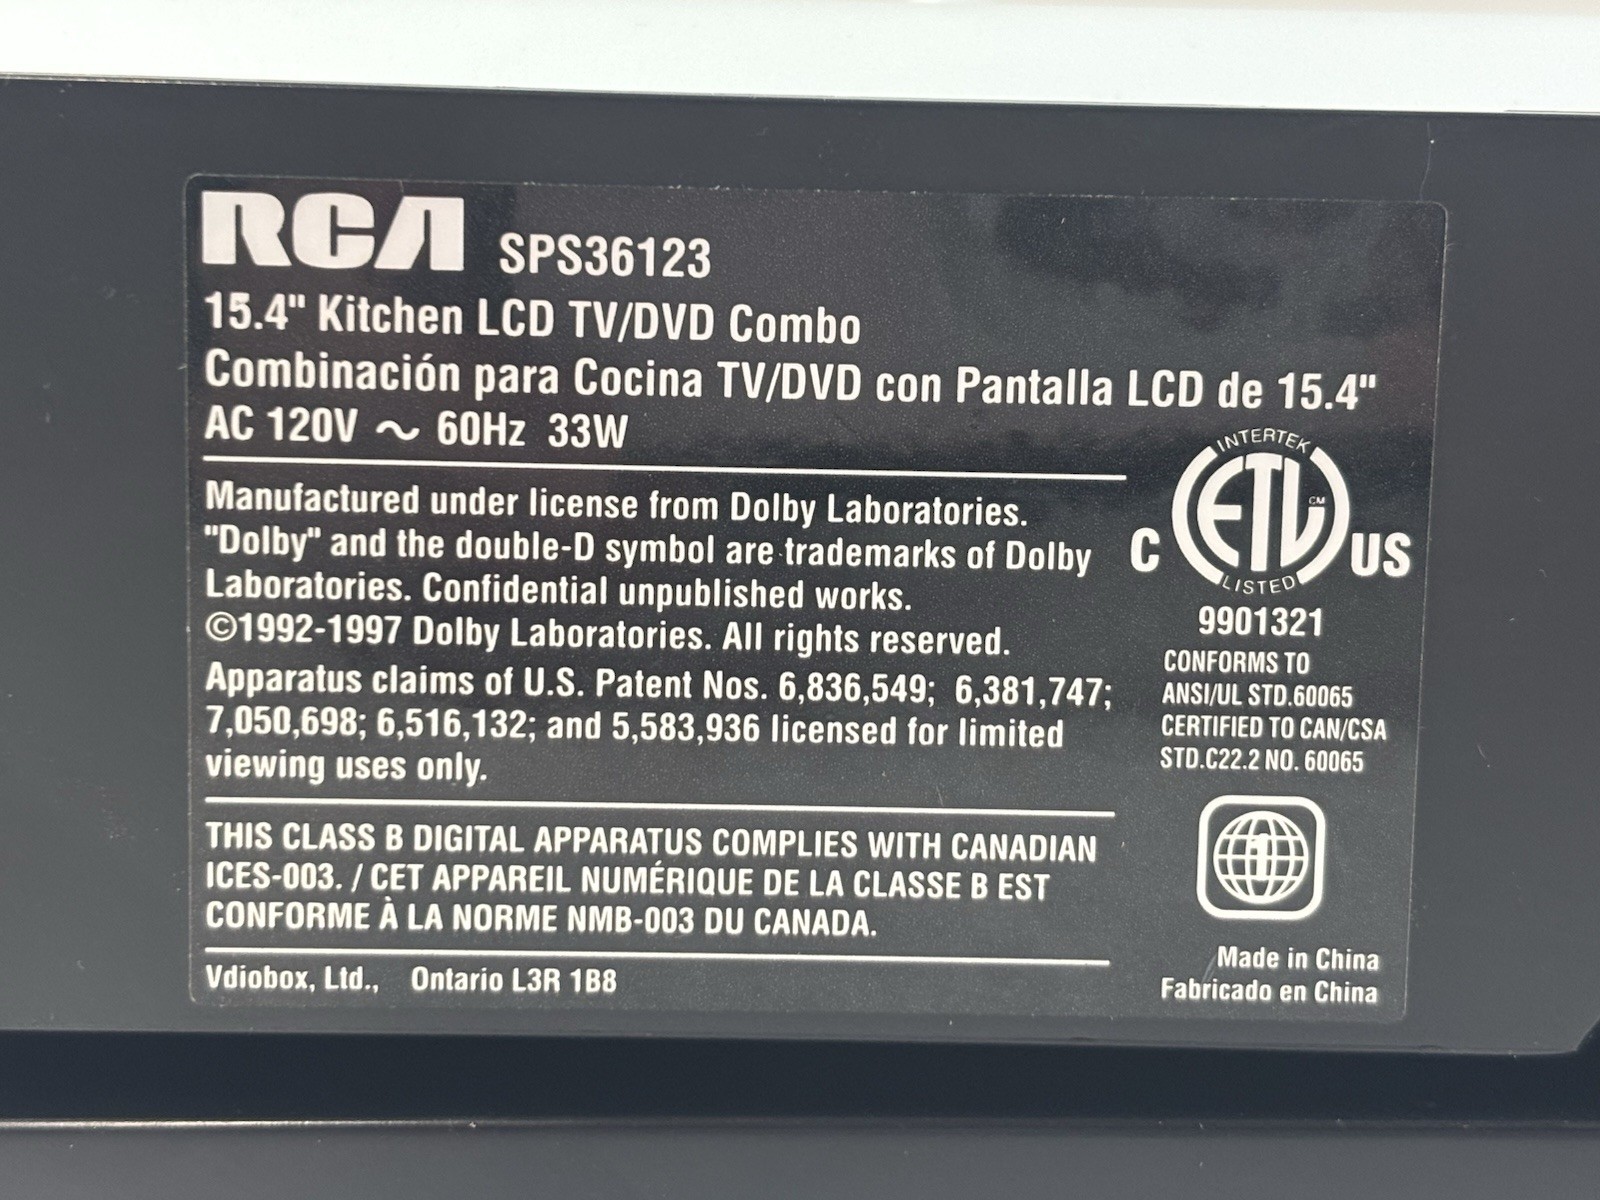 RCA SPS36123
15.4" Kitchen LCD TV/DVD Combo
Combinación para Cocina TV/DVD con Pantalla LCD de 15.4"
AC 120V ~ 60Hz 33W
Manufactured under license from Dolby Laboratories.
"Dolby" and the double-D symbol are trademarks of Dolby
Laboratories. Confidential unpublished works.
©1992-1997 Dolby Laboratories. All rights reserved.
Apparatus claims of U.S. Patent Nos. 6,836,549; 6,381,747;
7,050,698; 6,516,132; and 5,583,936 licensed for limited
viewing uses only.
INTERTEK
C ETL CM US
LISTED
9901321
CONFORMS TO
ANSI/UL STD.60065
CERTIFIED TO CAN/CSA
STD.C22.2 NO. 60065
THIS CLASS B DIGITAL APPARATUS COMPLIES WITH CANADIAN
ICES-003. / CET APPAREIL NUMÉRIQUE DE LA CLASSE B EST
CONFORME À LA NORME NMB-003 DU CANADA.
1
Vdiobox, Ltd., Ontario L3R 1B8
Made in China
Fabricado en China